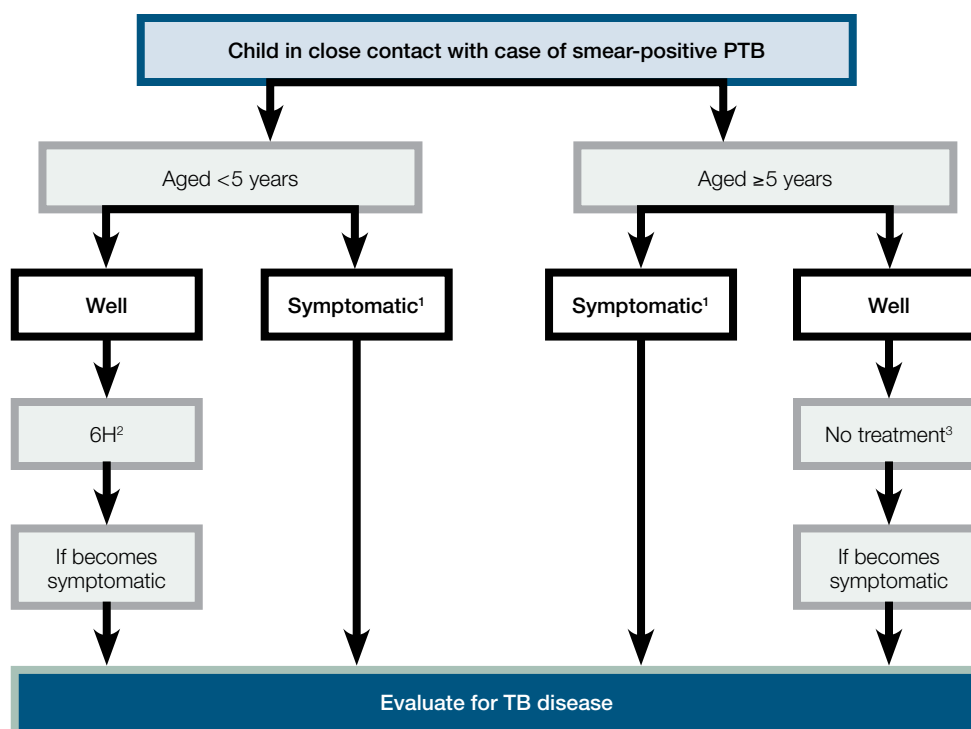 Child in close contact with case of smear-positive PTB
Aged <5 years
Aged ≥5 years
Well
Symptomatic¹
Symptomatic¹
Well
6H²
No treatment³
If becomes
symptomatic
If becomes
symptomatic
Evaluate for TB disease